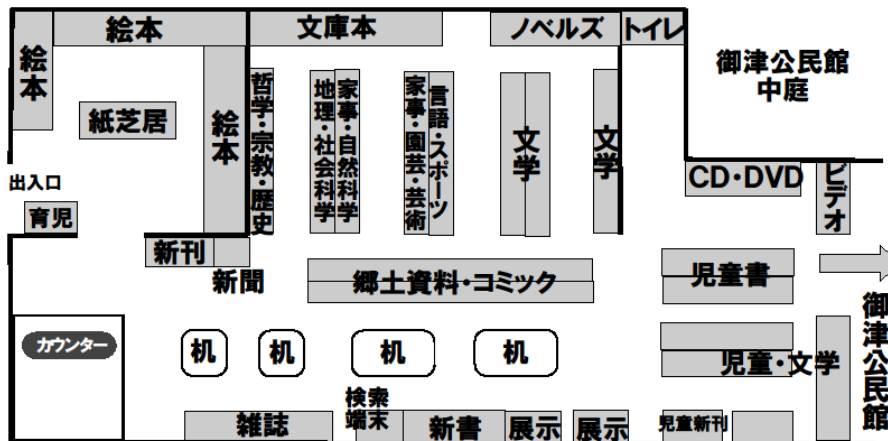 絵本
絵本
文庫本
ノベルズ
トイレ
御津公民館
中庭
紙芝居
絵本
哲学・宗教・歴史
地理・社会科学
家事・自然科学
家事・園芸・芸術
言語・スポーツ
文学
文学
CD・DVD
ビデオ
出入口
育児
新刊
新聞
郷土資料・コミック
児童書
御津公民館
カウンター
机
机
机
机
児童・文学
検索
端末
雑誌
新書
展示
展示
児童新刊